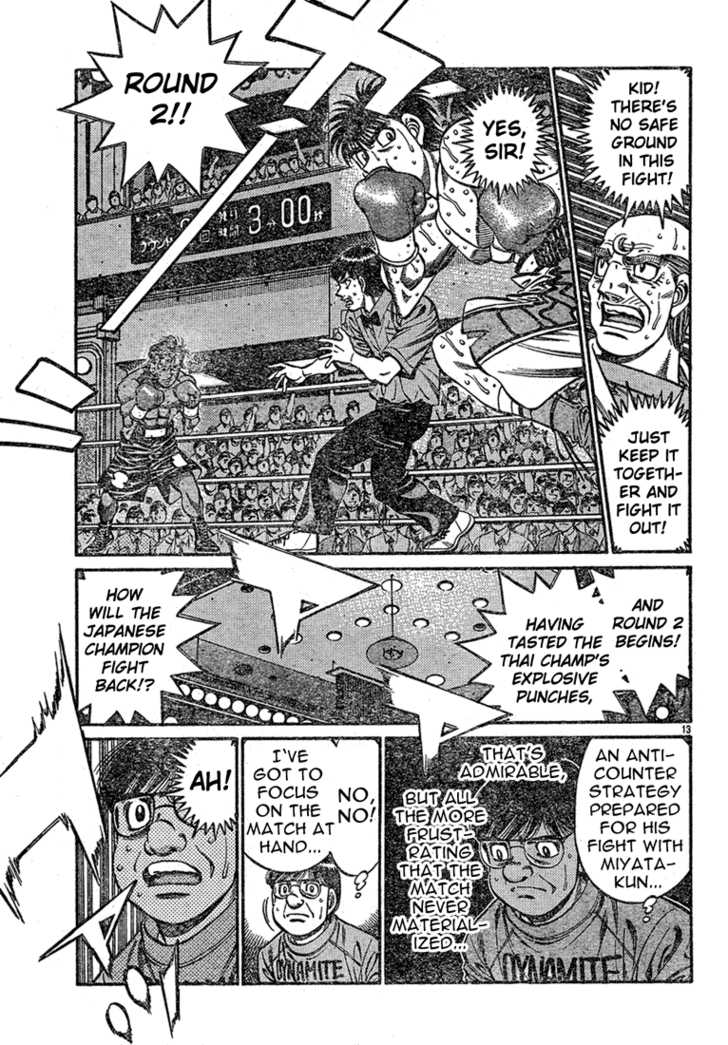 KID!
THERE'S
NO SAFE
GROUND
IN THIS
FIGHT!
JUST
KEEP IT
TOGETH-
ER AND
FIGHT IT
OUT!
YES,
SIR!
ROUND
2!!
3 00
AND
ROUND 2
BEGINS!
HAVING
TASTED THE
THAI CHAMP'S
EXPLOSIVE
PUNCHES,
HOW
WILL THE
JAPANESE
CHAMPION
FIGHT
BACK!?
13
AN ANTI-
COUNTER
STRATEGY
PREPARED
FOR HIS
FIGHT WITH
MIYATA-
KUN...
THAT'S
ADMIRABLE,
BUT ALL
THE MORE
FRUST-
RATING
THAT THE
MATCH
NEVER
MATERIAL-
IZED...
DYNAMITE
NO,
NO!
I'VE
GOT TO
FOCUS
ON THE
MATCH AT
HAND...
DYNAMITE
AH!